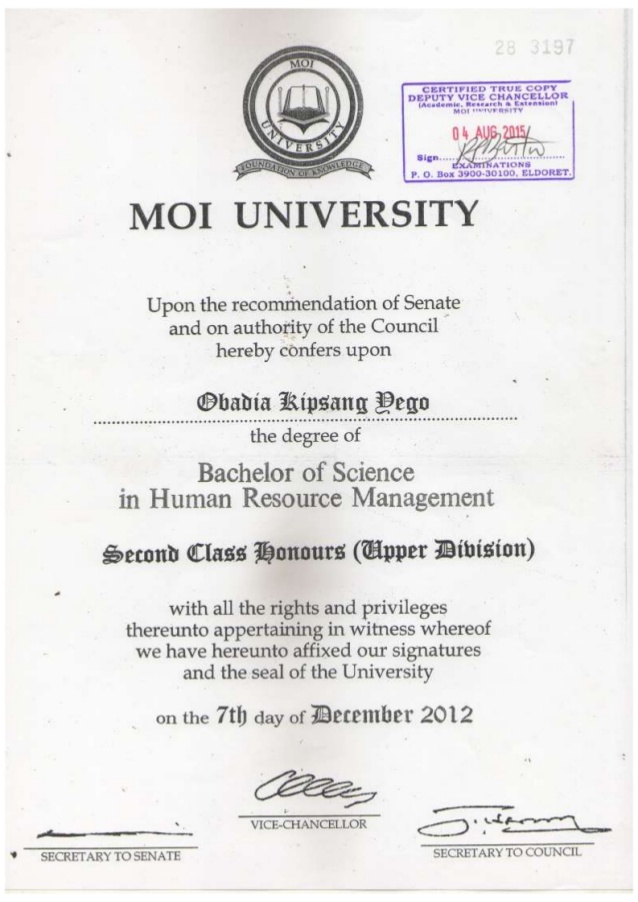 28 3197
MOI
UNIVERSITY
FOUNDATION OF KNOWLEDGE
CERTIFIED TRUE COPY
DEPUTY VICE CHANCELLOR
(Academic, Research & Extension)
MOI UNIVERSITY
04 AUG 2015
Sign
EXAMINATIONS
P. O. Box 3900-30100, ELDORET.
MOI UNIVERSITY
Upon the recommendation of Senate
and on authority of the Council
hereby confers upon
Obadia Kipsang Yego
the degree of
Bachelor of Science
in Human Resource Management
Second Class Honours (Upper Division)
with all the rights and privileges
thereunto appertaining in witness whereof
we have hereunto affixed our signatures
and the seal of the University
on the 7th day of December 2012
VICE-CHANCELLOR
SECRETARY TO SENATE
SECRETARY TO COUNCIL